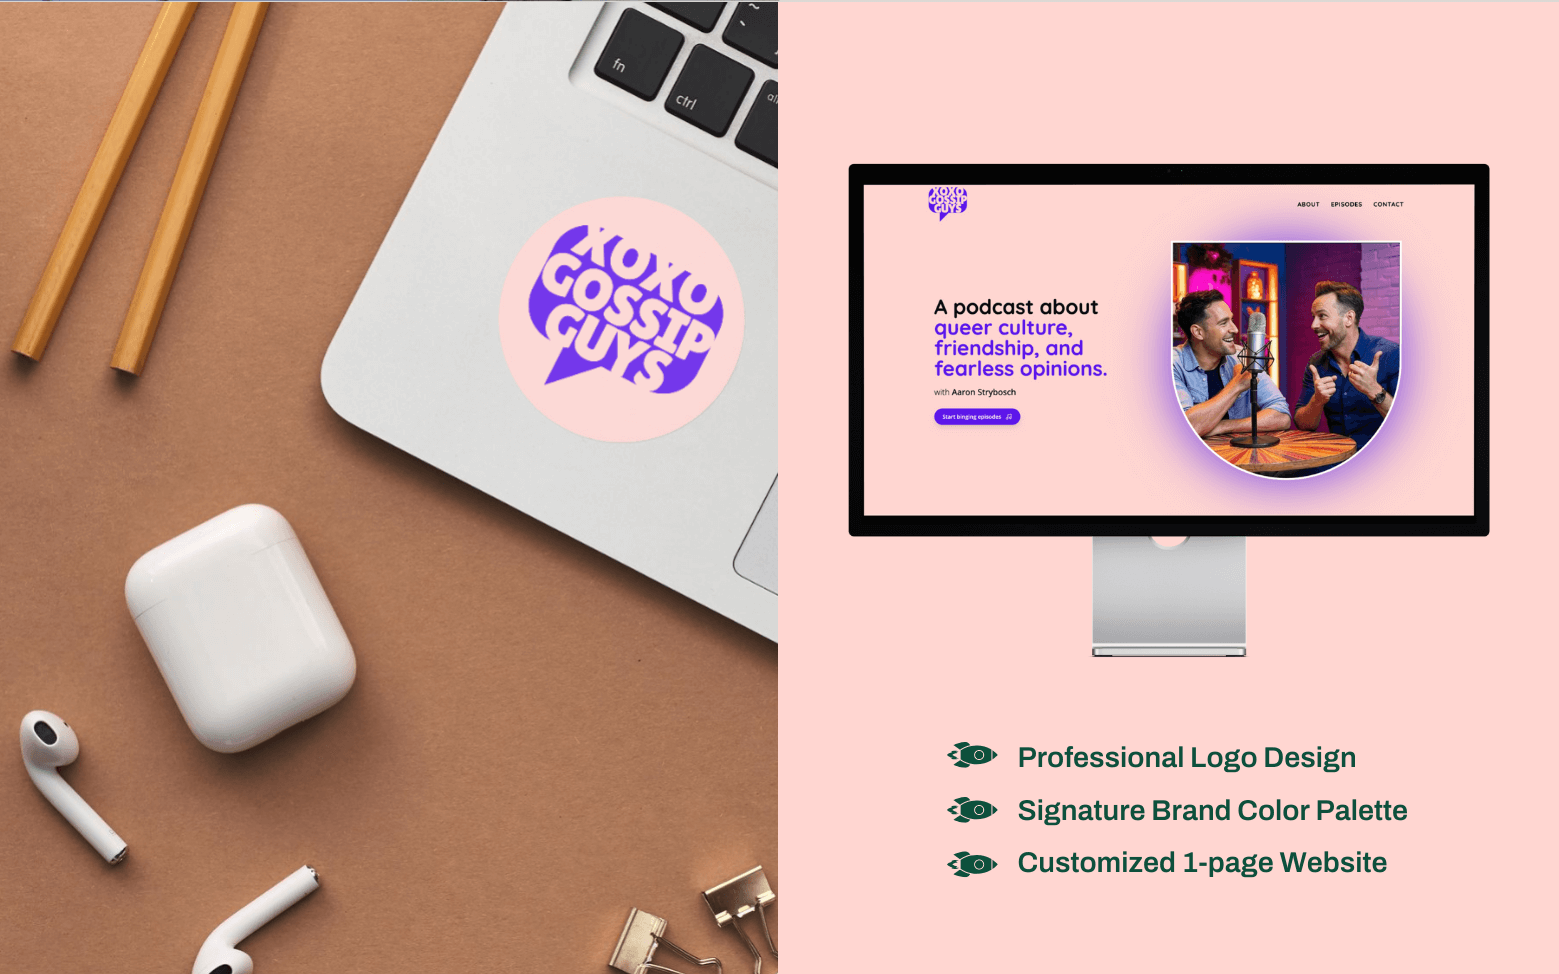 fn
ctrl
XOXO
GOSSIP
GUYS
XOXO
GOSSIP
GUYS
ABOUT EPISODES CONTACT
A podcast about
queer culture,
friendship, and
fearless opinions.
with Aaron Strybosch
Start binging episodes
Professional Logo Design
Signature Brand Color Palette
Customized 1-page Website